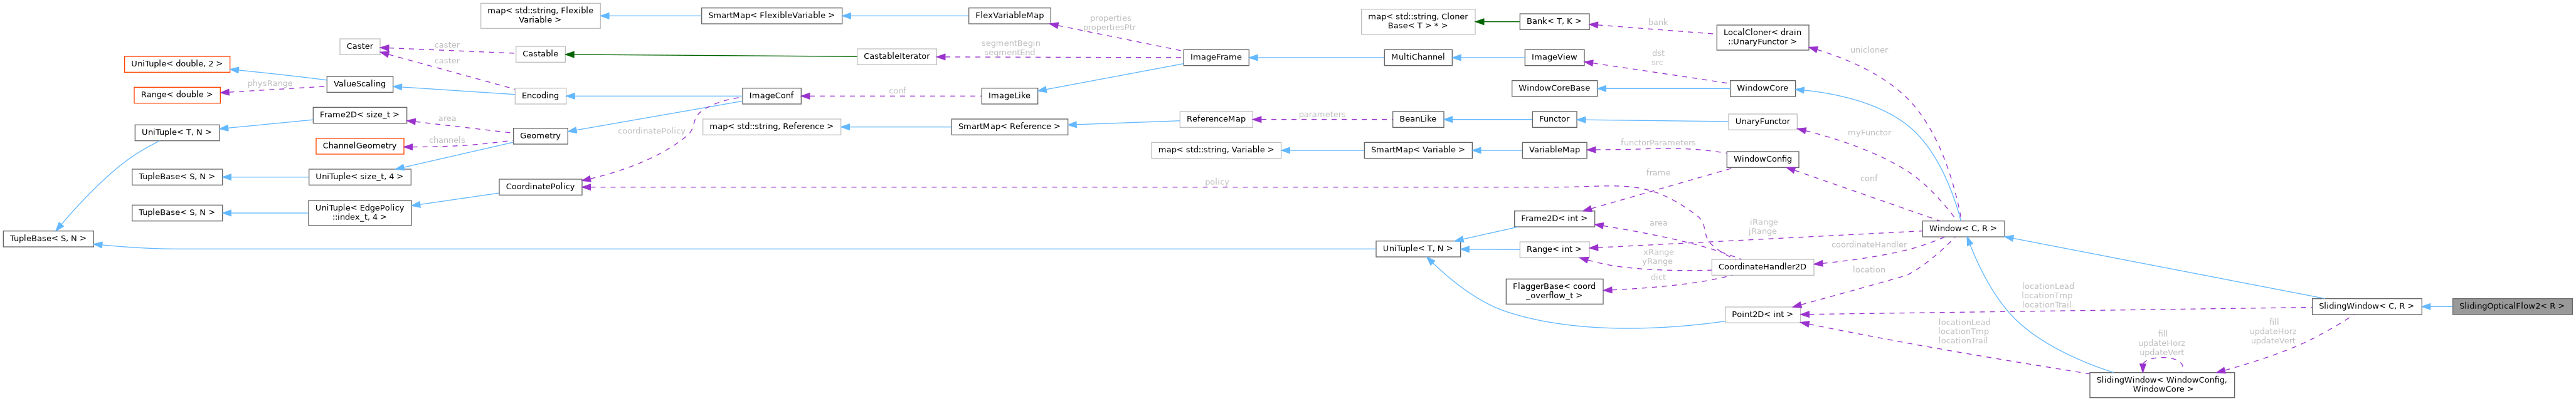 map< std::string, Flexible
Variable >
SmartMap< FlexibleVariable >
FlexVariableMap
properties
propertiesPtr
map< std::string, Cloner
Base< T > * >
Bank< T, K >
bank
LocalCloner< drain
::UnaryFunctor >
unicloner
Caster
caster
caster
Castable
CastableIterator
segmentBegin
segmentEnd
ImageFrame
MultiChannel
ImageView
dst
src
UniTuple< double, 2 >
Range< double >
physRange
ValueScaling
Encoding
ImageConf
conf
ImageLike
WindowCoreBase
WindowCore
Frame2D< size_t >
area
UniTuple< T, N >
ChannelGeometry
channels
Geometry
coordinatePolicy
map< std::string, Reference >
SmartMap< Reference >
ReferenceMap
parameters
BeanLike
Functor
UnaryFunctor
myFunctor
map< std::string, Variable >
SmartMap< Variable >
VariableMap
functorParameters
WindowConfig
conf
TupleBase< S, N >
UniTuple< size_t, 4 >
CoordinatePolicy
policy
frame
TupleBase< S, N >
UniTuple< EdgePolicy
::index_t, 4 >
Frame2D< int >
area
iRange
jRange
Window< C, R >
TupleBase< S, N >
UniTuple< T, N >
Range< int >
xRange
yRange
coordinateHandler
CoordinateHandler2D
location
dict
FlaggerBase< coord
_overflow_t >
Point2D< int >
locationLead
locationTmp
locationTrail
SlidingWindow< C, R >
SlidingOpticalFlow2< R >
locationLead
locationTmp
locationTrail
fill
updateHorz
updateVert
fill
updateHorz
updateVert
SlidingWindow< WindowConfig,
WindowCore >